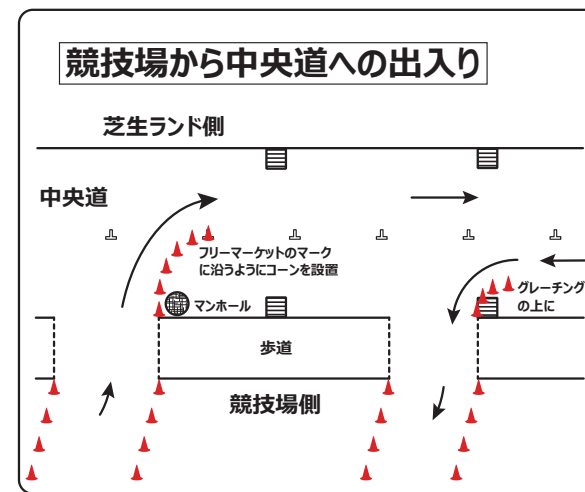 競技場から中央道への出入り
芝生ランド側
中央道
フリーマーケットのマーク
に沿うようにコーンを設置
グレーチング
の上に
マンホール
歩道
競技場側